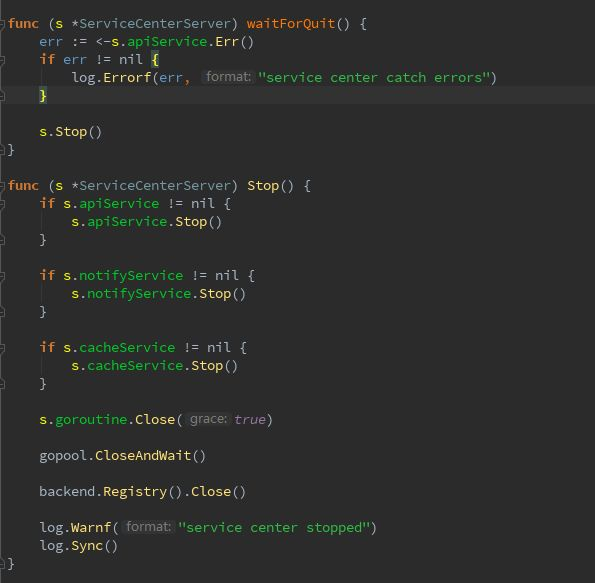 func (s *ServiceCenterServer) waitForQuit() {
    err := <-s.apiService.Err()
    if err != nil {
        log.Errorf(err, format: "service center catch errors")
    }

    s.Stop()
}

func (s *ServiceCenterServer) Stop() {
    if s.apiService != nil {
        s.apiService.Stop()
    }

    if s.notifyService != nil {
        s.notifyService.Stop()
    }

    if s.cacheService != nil {
        s.cacheService.Stop()
    }

    s.goroutine.Close( grace: true)

    gopool.CloseAndWait()

    backend.Registry().Close()

    log.Warnf( format: "service center stopped")
    log.Sync()
}